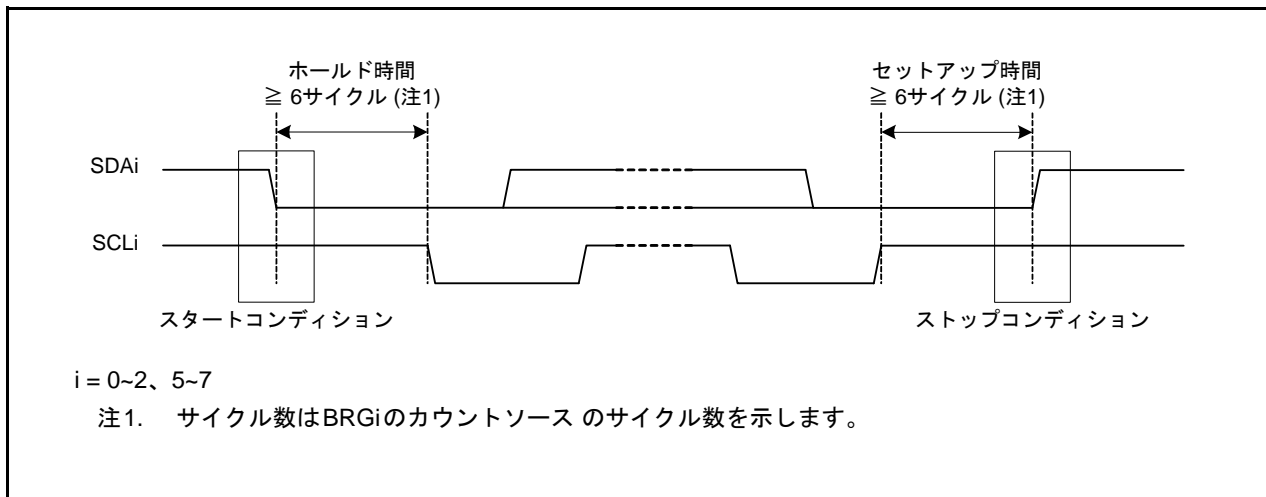 ホールド時間
≧ 6サイクル (注1)
セットアップ時間
≧ 6サイクル (注1)
SDAi
SCLi
スタートコンディション
ストップコンディション
i = 0~2、5~7
注1. サイクル数はBRGiのカウントソース のサイクル数を示します。